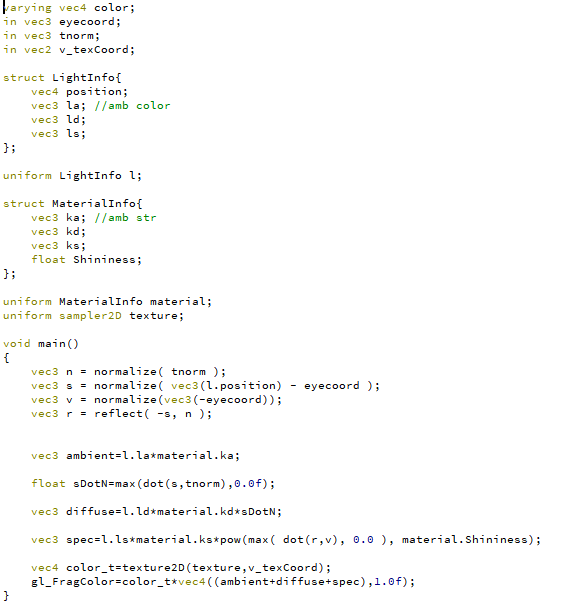 varying vec4 color;
in vec3 eyecoord;
in vec3 tnorm;
in vec2 v_texCoord;

struct LightInfo{
    vec4 position;
    vec3 la; //amb color
    vec3 ld;
    vec3 ls;
};

uniform LightInfo l;

struct MaterialInfo{
    vec3 ka; //amb str
    vec3 kd;
    vec3 ks;
    float Shininess;
};

uniform MaterialInfo material;
uniform sampler2D texture;

void main()
{
    vec3 n = normalize( tnorm );
    vec3 s = normalize( vec3(l.position) - eyecoord );
    vec3 v = normalize(vec3(-eyecoord));
    vec3 r = reflect( -s, n );


    vec3 ambient=l.la*material.ka;

    float sDotN=max(dot(s,tnorm),0.0f);

    vec3 diffuse=l.ld*material.kd*sDotN;

    vec3 spec=l.ls*material.ks*pow(max( dot(r,v), 0.0 ), material.Shininess);

    vec4 color_t=texture2D(texture,v_texCoord);
    gl_FragColor=color_t*vec4((ambient+diffuse+spec),1.0f);
}